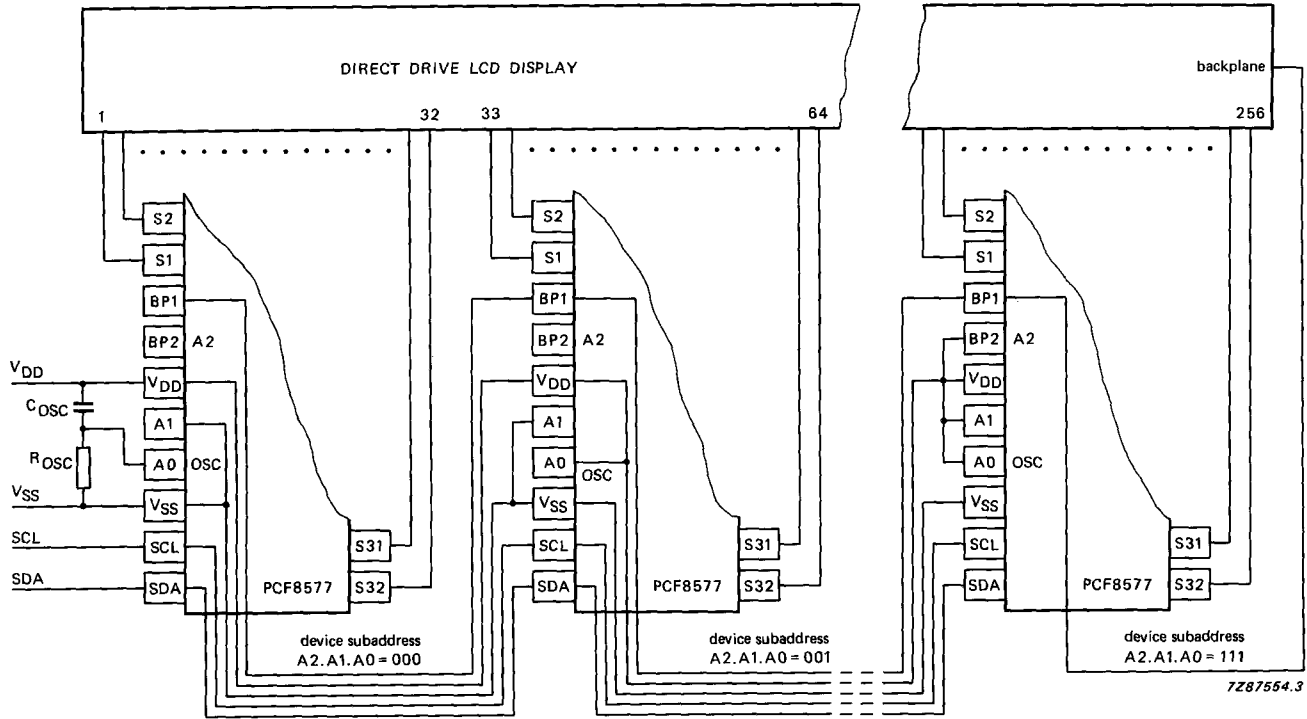 DIRECT DRIVE LCD DISPLAY
backplane
1
32
33
64
256
S2
S1
BP1
BP2 A2
VDD
VDD
COSC
A1
ROSC
A0 OSC
VSS
VSS
SCL
SCL
SDA
SDA
S31
S32
PCF8577
device subaddress
A2.A1.A0 = 000
S2
S1
BP1
BP2 A2
VDD
A1
A0
OSC
VSS
SCL
SDA
S31
S32
PCF8577
device subaddress
A2.A1.A0 = 001
S2
S1
BP1
BP2 A2
VDD
A1
A0 OSC
VSS
SCL
SDA
S31
S32
PCF8577
device subaddress
A2.A1.A0 = 111
7Z87554.3